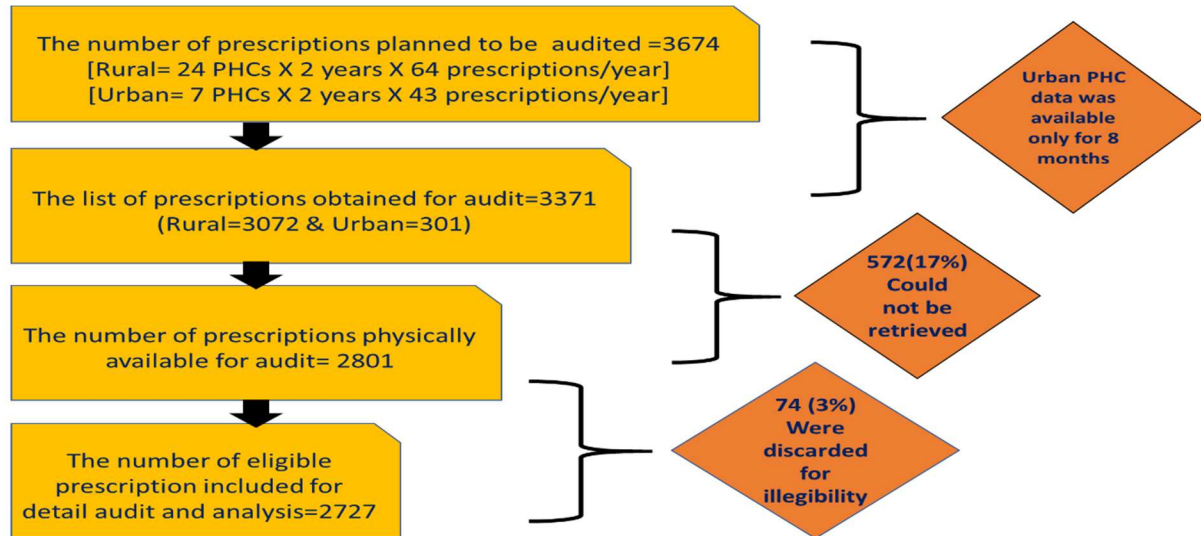 The number of prescriptions planned to be audited =3674
[Rural= 24 PHCs X 2 years X 64 prescriptions/year]
[Urban= 7 PHCs X 2 years X 43 prescriptions/year]
Urban PHC
data was
available
only for 8
months
The list of prescriptions obtained for audit=3371
(Rural=3072 & Urban=301)
572(17%)
Could
not be
retrieved
The number of prescriptions physically
available for audit= 2801
74 (3%)
Were
discarded
for
illegibility
The number of eligible
prescription included for
detail audit and analysis=2727